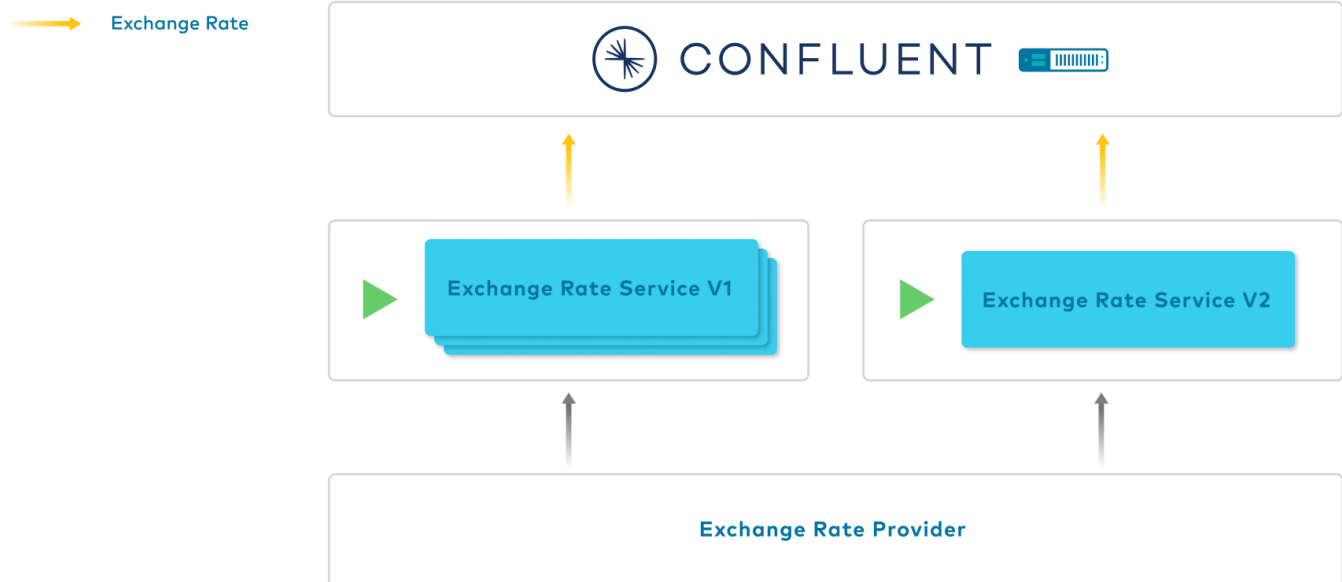 Exchange Rate
CONFLUENT
Exchange Rate Service V1
Exchange Rate Service V2
Exchange Rate Provider